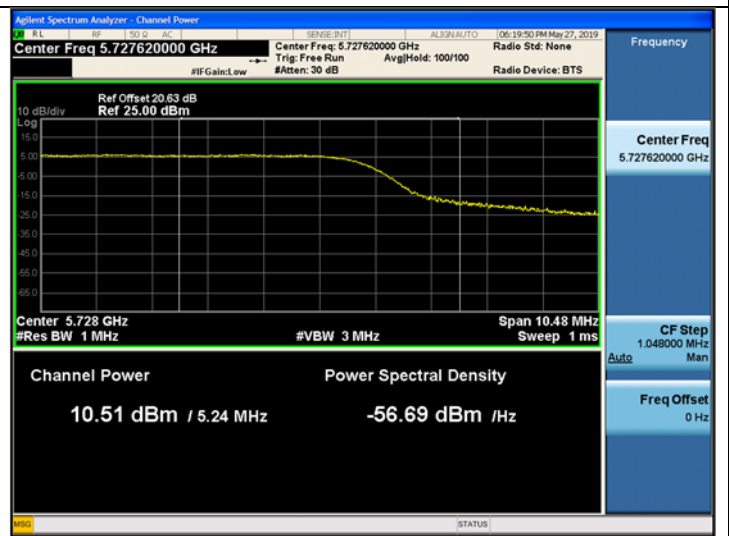 Agilent Spectrum Analyzer - Channel Power
RL RF 50 Ω AC SENSE:INT ALIGN AUTO 06:19:50 PM May 27, 2019
Center Freq 5.727620000 GHz
Center Freq: 5.727620000 GHz Radio Std: None
Trig: Free Run Avg|Hold: 100/100
#IFGain:Low #Atten: 30 dB Radio Device: BTS
Ref Offset 20.63 dB
10 dB/div Ref 25.00 dBm
Log
15.0
5.00
-5.00
-15.0
-25.0
-35.0
-45.0
-55.0
-65.0
Center 5.728 GHz Span 10.48 MHz
#Res BW 1 MHz #VBW 3 MHz Sweep 1 ms
Channel Power Power Spectral Density
10.51 dBm / 5.24 MHz -56.69 dBm /Hz
MSG STATUS
Frequency
Center Freq
5.727620000 GHz
CF Step
1.048000 MHz
Auto Man
Freq Offset
0 Hz